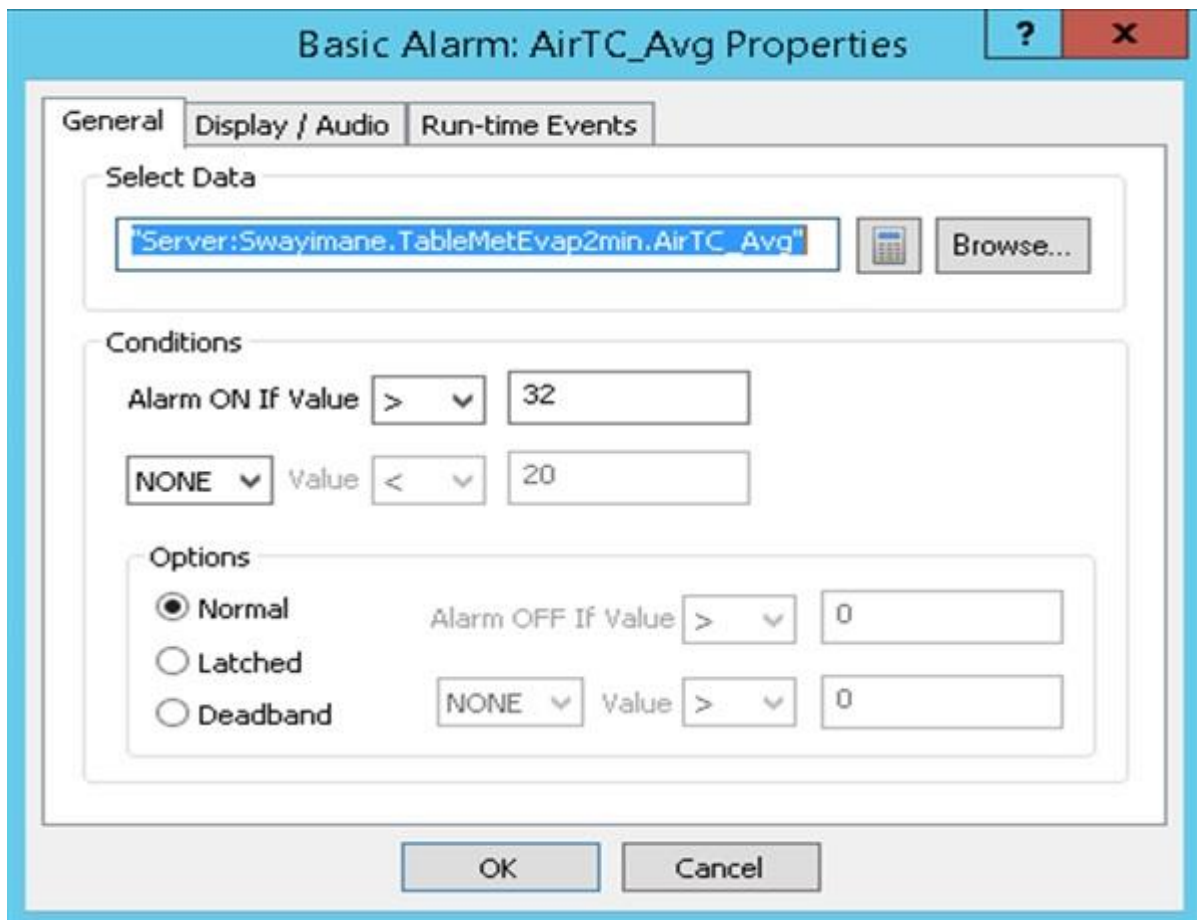 Basic Alarm: AirTC_Avg Properties ? x
General Display / Audio Run-time Events
Select Data
"Server:Swayimane.TableMetEvap2min.AirTC_Avg" Browse...
Conditions
Alarm ON If Value > 32
NONE Value < 20
Options
Normal Alarm OFF If Value > 0
Latched
Deadband NONE Value > 0
OK Cancel